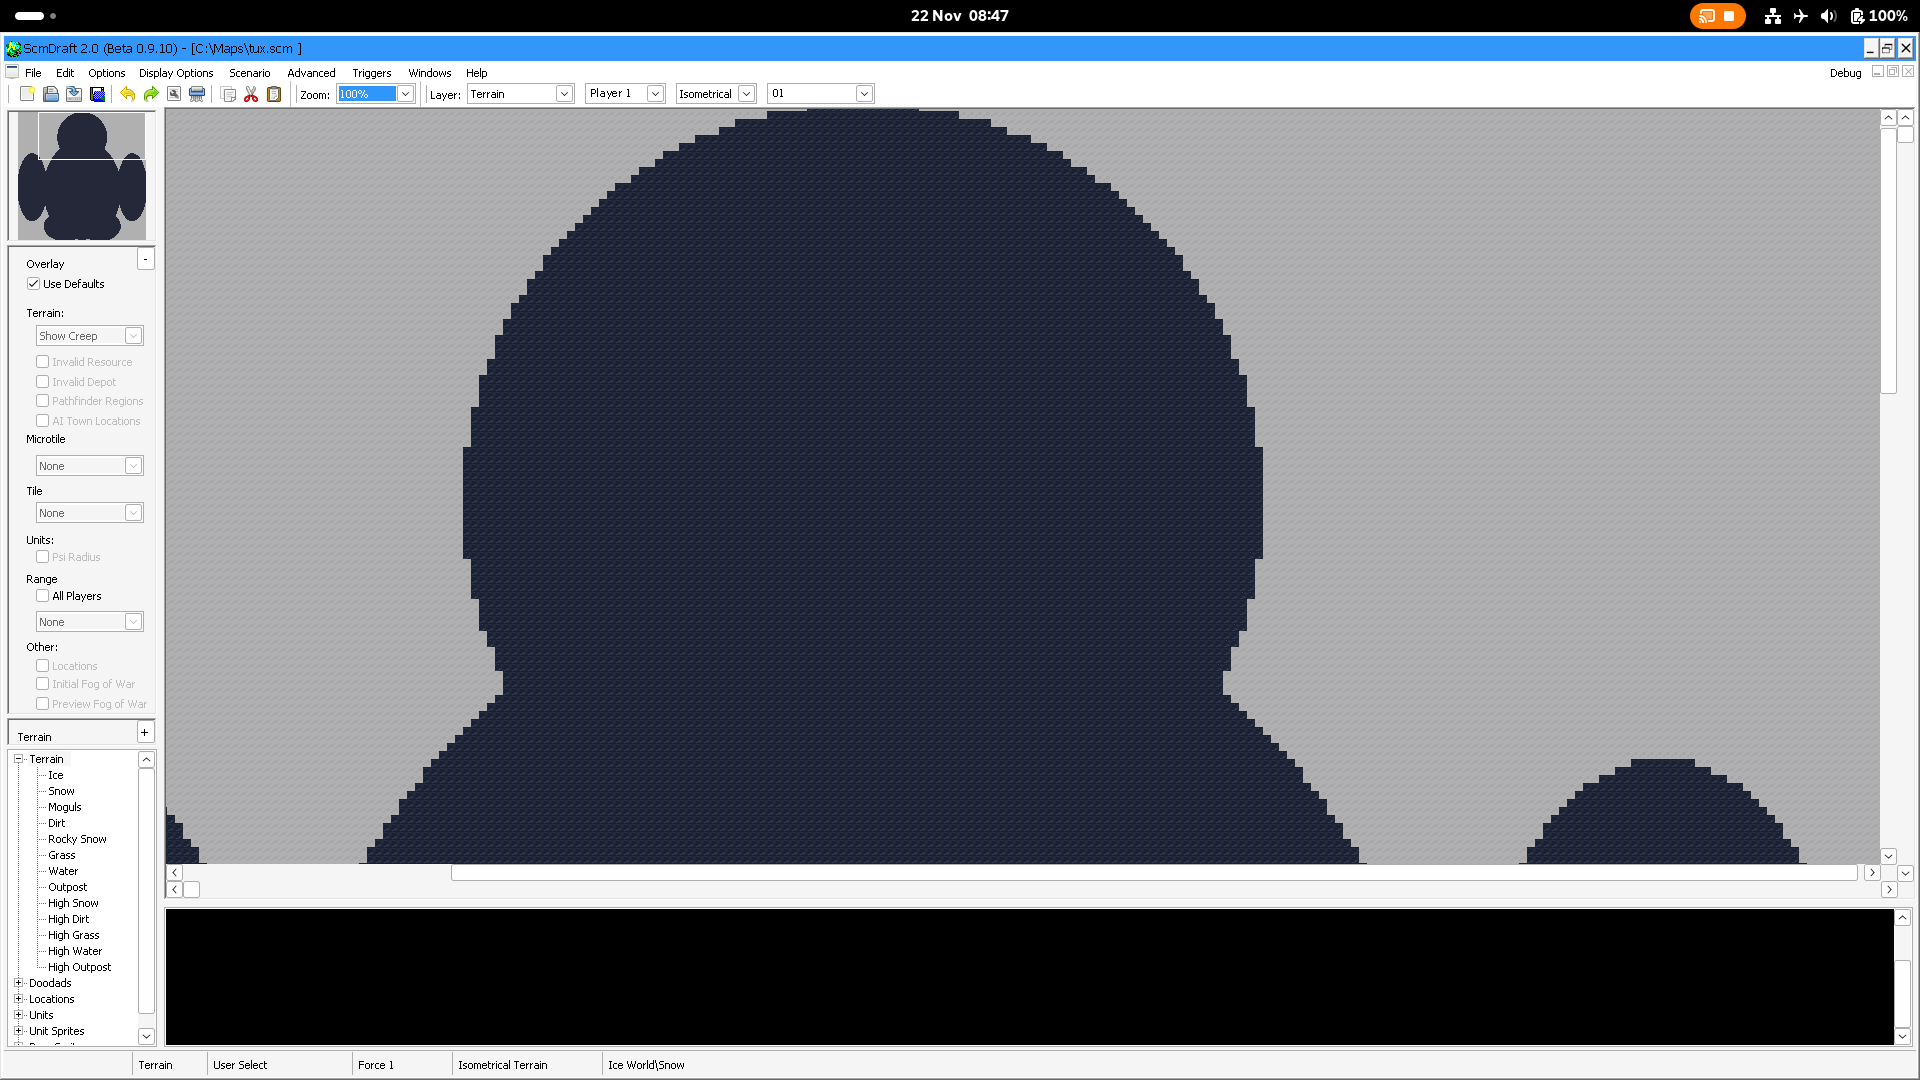 22 Nov 08:47
100%
ScmDraft 2.0 (Beta 0.9.10) - [C:\Maps\tux.scm ]
File Edit Options Display Options Scenario Advanced Triggers Windows Help Debug
Zoom: 100% Layer: Terrain Player 1 Isometrical 01
Overlay
-
Use Defaults
Terrain:
Show Creep
Invalid Resource
Invalid Depot
Pathfinder Regions
AI Town Locations
Microtile
None
Tile
None
Units:
Psi Radius
Range
All Players
None
Other:
Locations
Initial Fog of War
Preview Fog of War
Terrain
+
Terrain
Ice
Snow
Moguls
Dirt
Rocky Snow
Grass
Water
Outpost
High Snow
High Dirt
High Grass
High Water
High Outpost
Doodads
Locations
Units
Unit Sprites
Terrain User Select Force 1 Isometrical Terrain Ice World\Snow